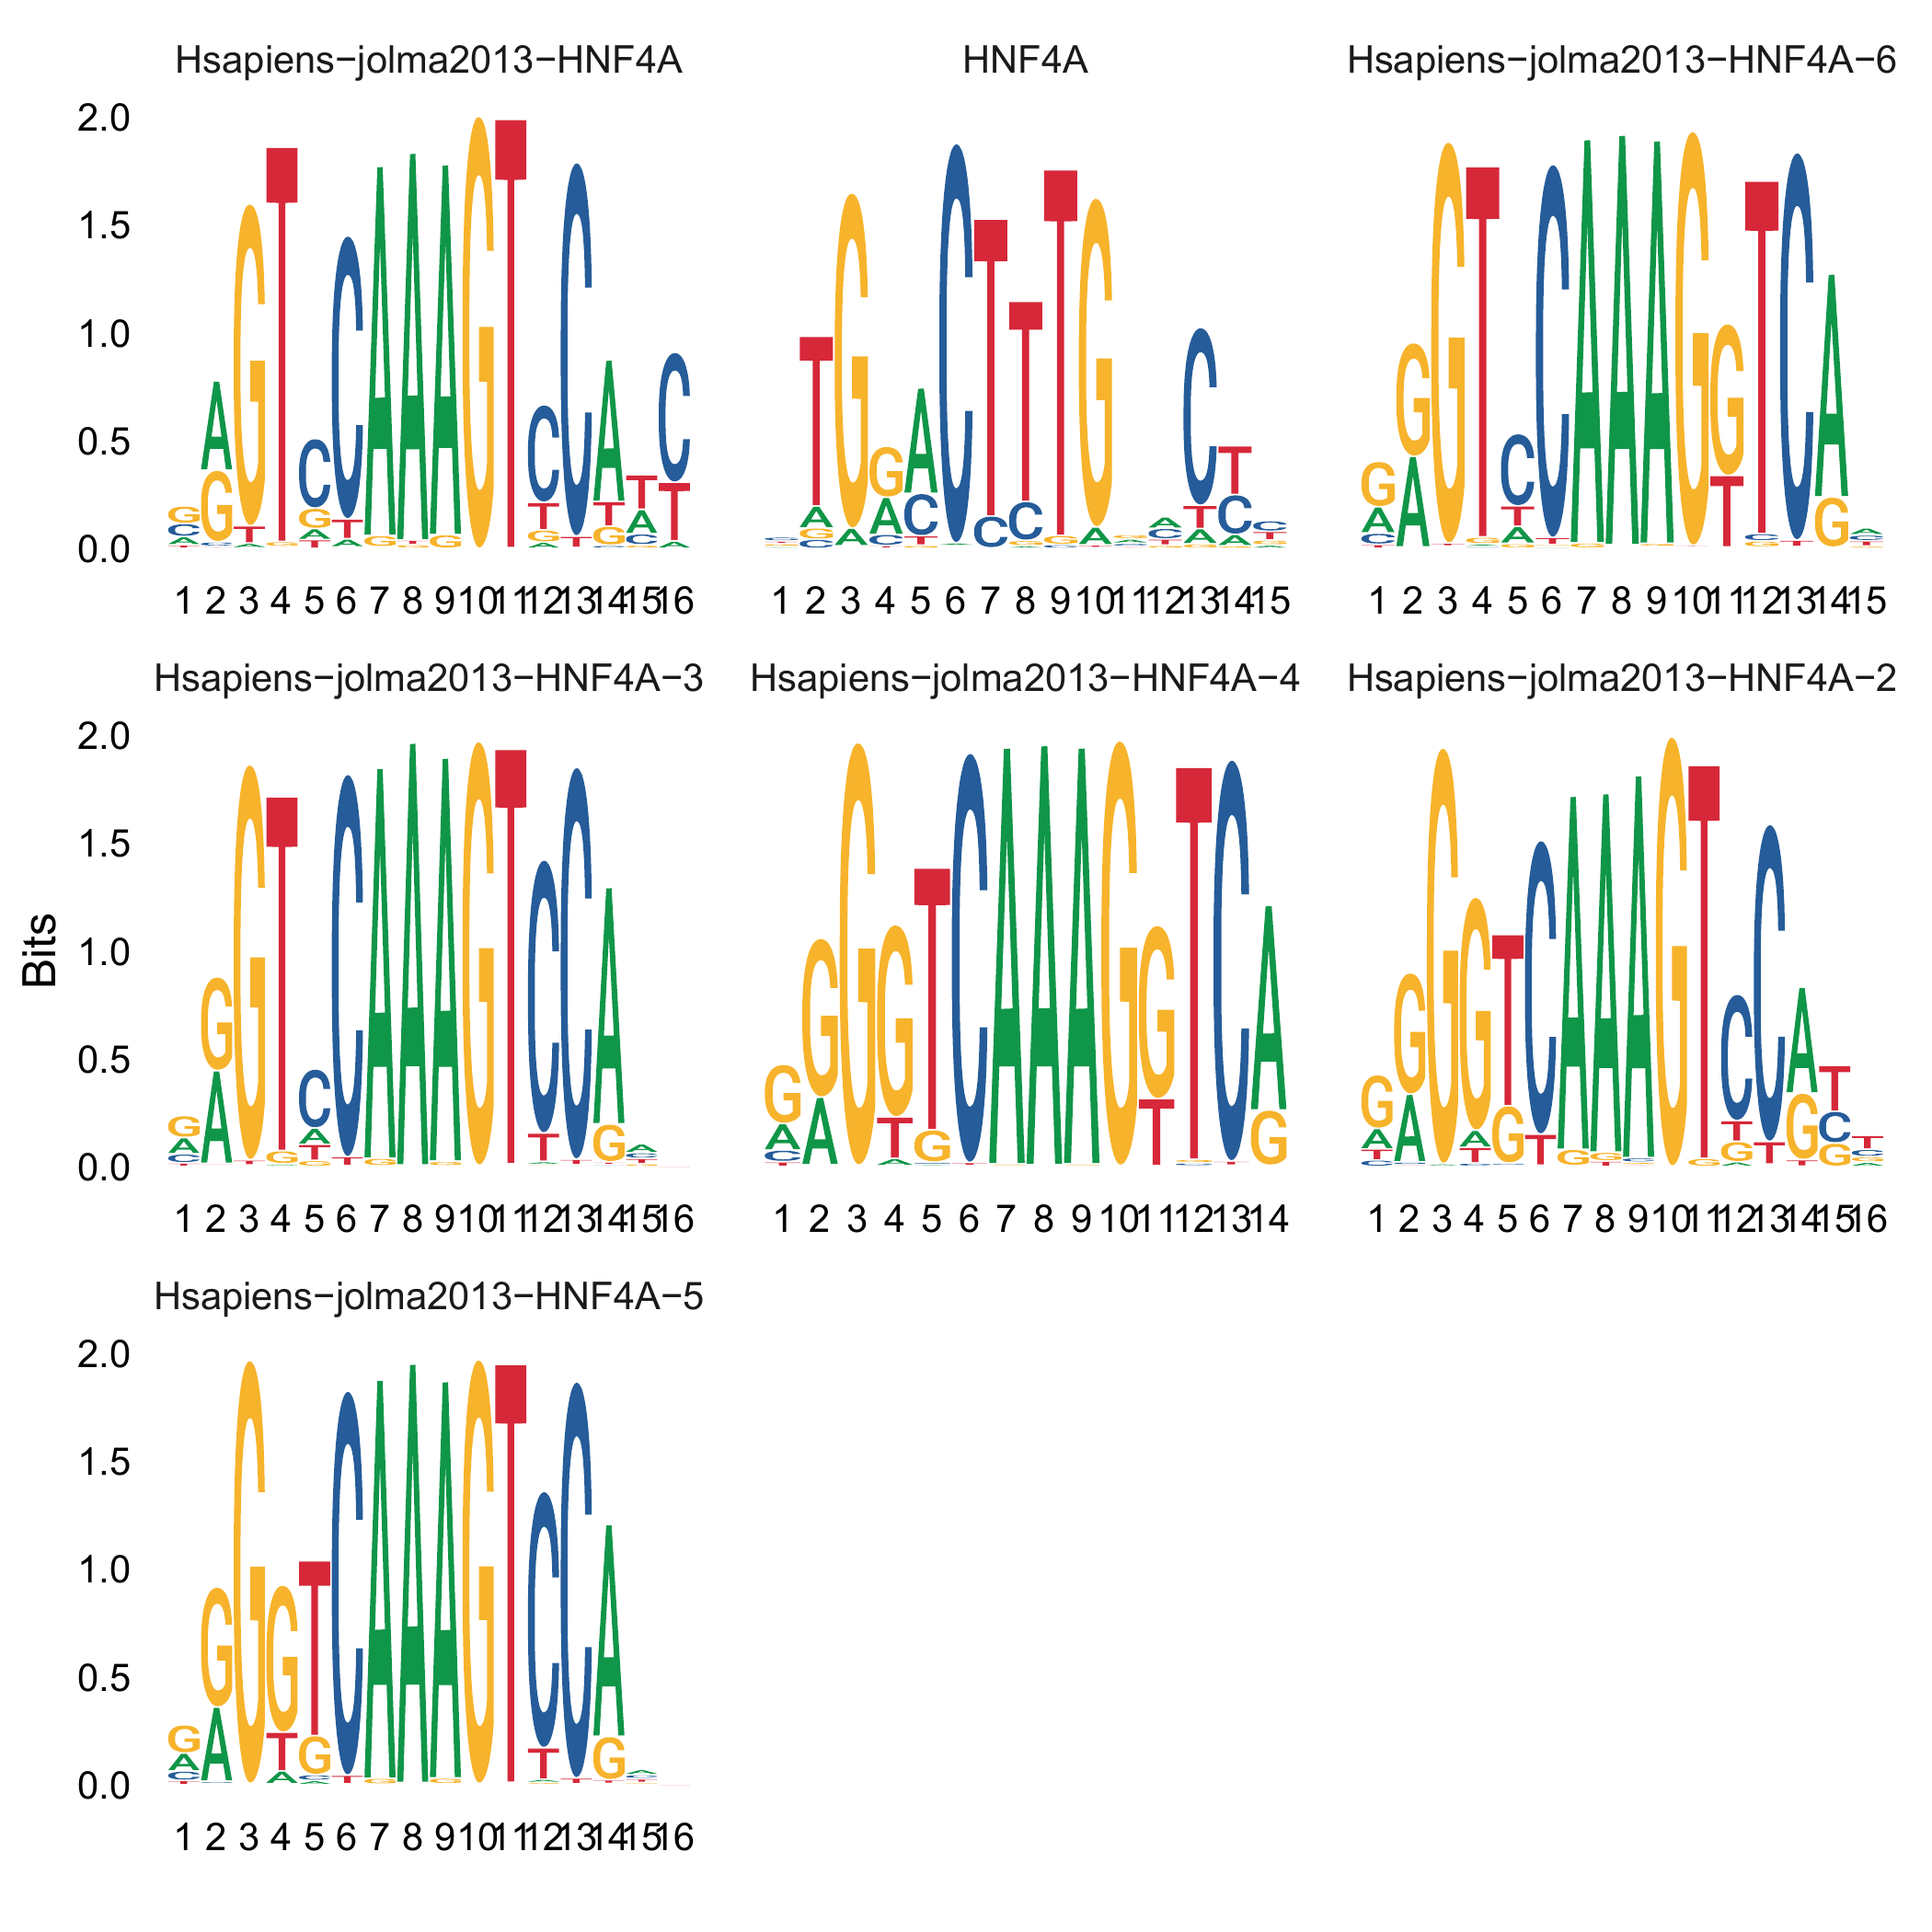 Hsapiens−jolma2013−HNF4A HNF4A Hsapiens−jolma2013−HNF4A−6
2.0
1.5
1.0
0.5
0.0
1 2 3 4 5 6 7 8 9 10 11 12 13 14 15 16 1 2 3 4 5 6 7 8 9 10 11 12 13 14 15 1 2 3 4 5 6 7 8 9 10 11 12 13 14 15
Hsapiens−jolma2013−HNF4A−3 Hsapiens−jolma2013−HNF4A−4 Hsapiens−jolma2013−HNF4A−2
2.0
1.5
1.0
0.5
0.0
Bits
1 2 3 4 5 6 7 8 9 10 11 12 13 14 15 16 1 2 3 4 5 6 7 8 9 10 11 12 13 14 1 2 3 4 5 6 7 8 9 10 11 12 13 14 15 16
Hsapiens−jolma2013−HNF4A−5
2.0
1.5
1.0
0.5
0.0
1 2 3 4 5 6 7 8 9 10 11 12 13 14 15 16